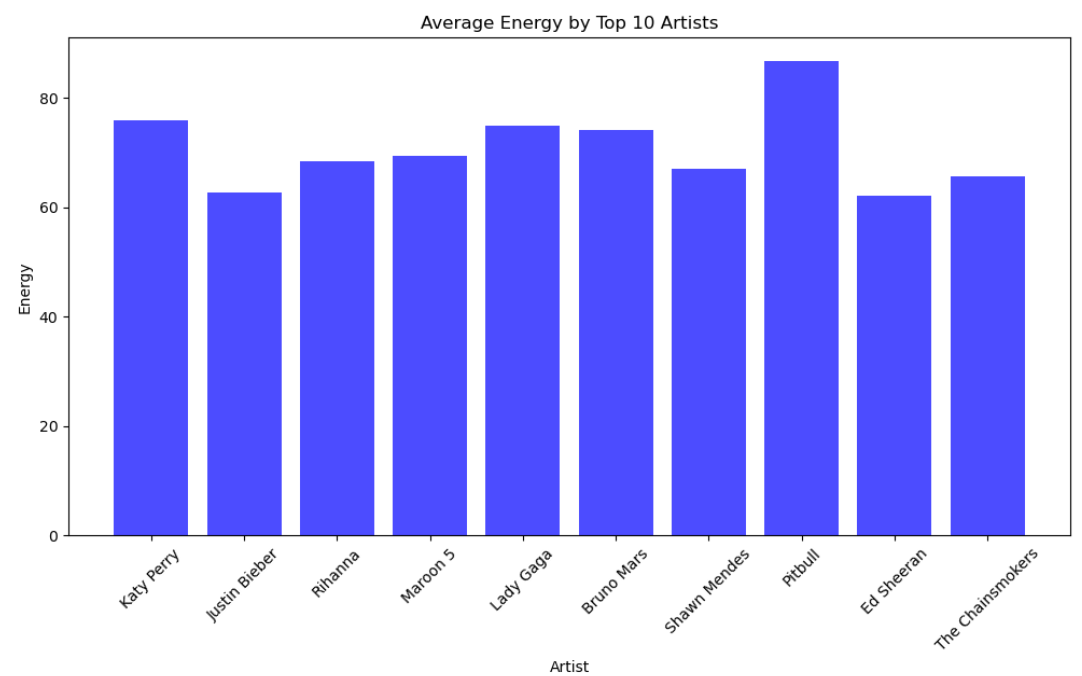 Average Energy by Top 10 Artists
80
60
40
20
0
Energy
Katy Perry
Justin Bieber
Rihanna
Maroon 5
Lady Gaga
Bruno Mars
Shawn Mendes
Pitbull
Ed Sheeran
The Chainsmokers
Artist